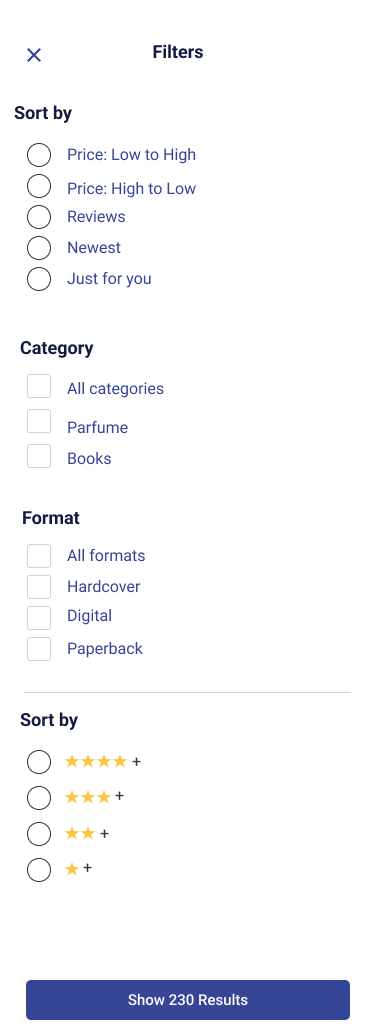 Filters
Sort by
Price: Low to High
Price: High to Low
Reviews
Newest
Just for you
Category
All categories
Parfume
Books
Format
All formats
Hardcover
Digital
Paperback
Sort by
★★★★ +
★★★ +
★★ +
★ +
Show 230 Results